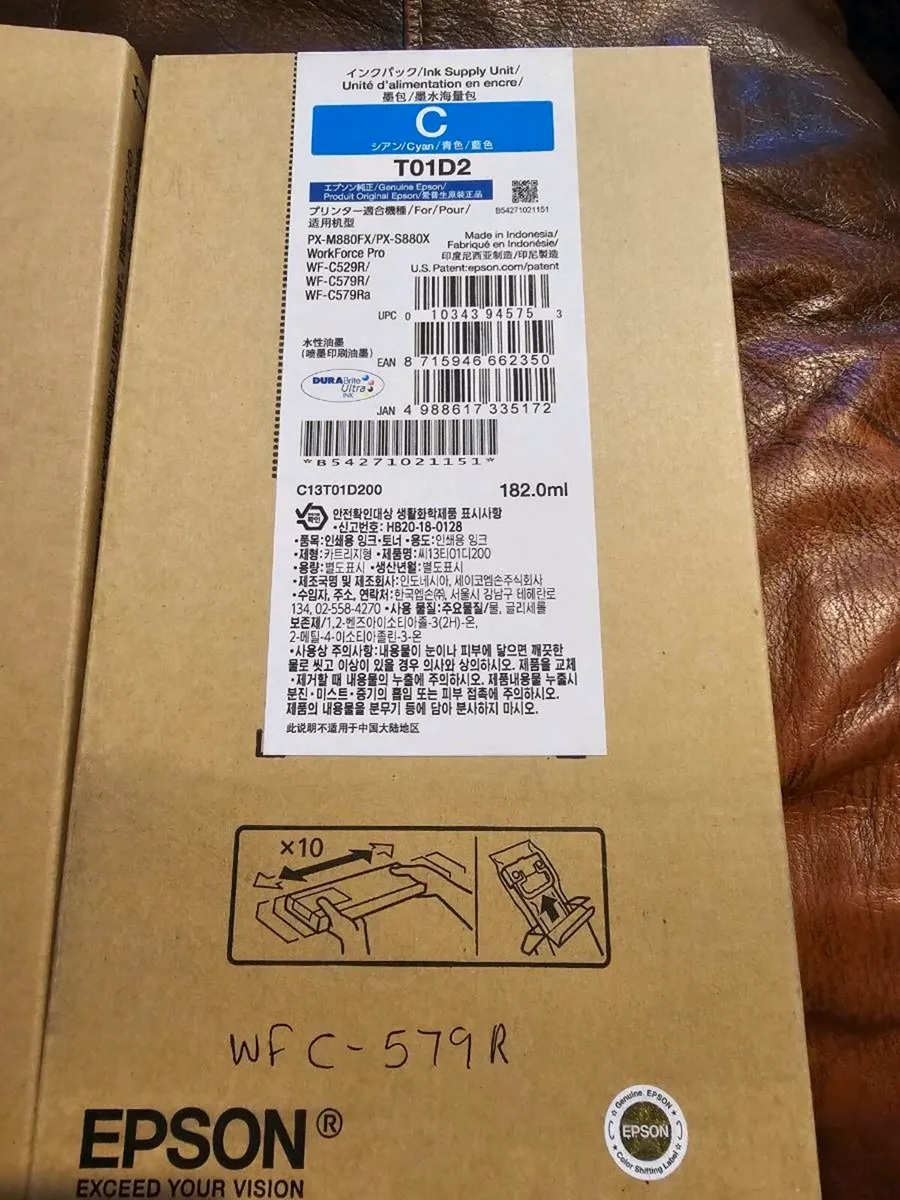 インクパック/Ink Supply Unit/
Unité d'alimentation en encre/
墨包/墨水海量包
C
シアン/Cyan/青色/藍色
T01D2
エプソン純正/Genuine Epson/
Produit Original Epson/爱普生原裝正品
B54271021151
プリンター適合機種/For/Pour/
适用机型
PX-M880FX/PX-S880X
WorkForce Pro
WF-C529R/
WF-C579R/
WF-C579Ra
Made in Indonesia/
Fabriqué en Indonésie/
印度尼西亚制造/印尼製造
U.S. Patent:epson.com/patent
UPC 0 10343 94575 3
水性油墨
(喷墨印刷油墨)
EAN 8 715946 662350
DURABrite
Ultra
INK
JAN 4 988617 335172
*B54271021151*
C13T01D200 182.0ml
안전확인대상 생활화학제품 표시사항
•신고번호: HB20-18-0128
•품목:인쇄용 잉크•토너 •용도:인쇄용 잉크
•제형:카트리지형 •제품명:씨13티01디200
•용량:별도표시 •생산년월:별도표시
•제조국명 및 제조회사:인도네시아, 세이코엡손주식회사
•수입자, 주소, 연락처:한국엡손㈜, 서울시 강남구 테헤란로
134, 02-558-4270 •사용 물질:주요물질/물, 글리세롤
보존제/1,2-벤즈아이소티아졸-3(2H)-온,
2-메틸-4-이소티아졸린-3-온
•사용상 주의사항:내용물이 눈이나 피부에 닿으면 깨끗한
물로 씻고 이상이 있을 경우 의사와 상의하시오. 제품을 교체
•제거할 때 내용물의 누출에 주의하시오. 제품내용물 누출시
분진•미스트•증기의 흡입 또는 피부 접촉에 주의하시오.
제품의 내용물을 분무기 등에 담아 분사하지 마시오.
此说明不适用于中国大陆地区
×10
WF C-579R
EPSON®
EXCEED YOUR VISION
Genuine EPSON
EPSON
Color Shifting Label